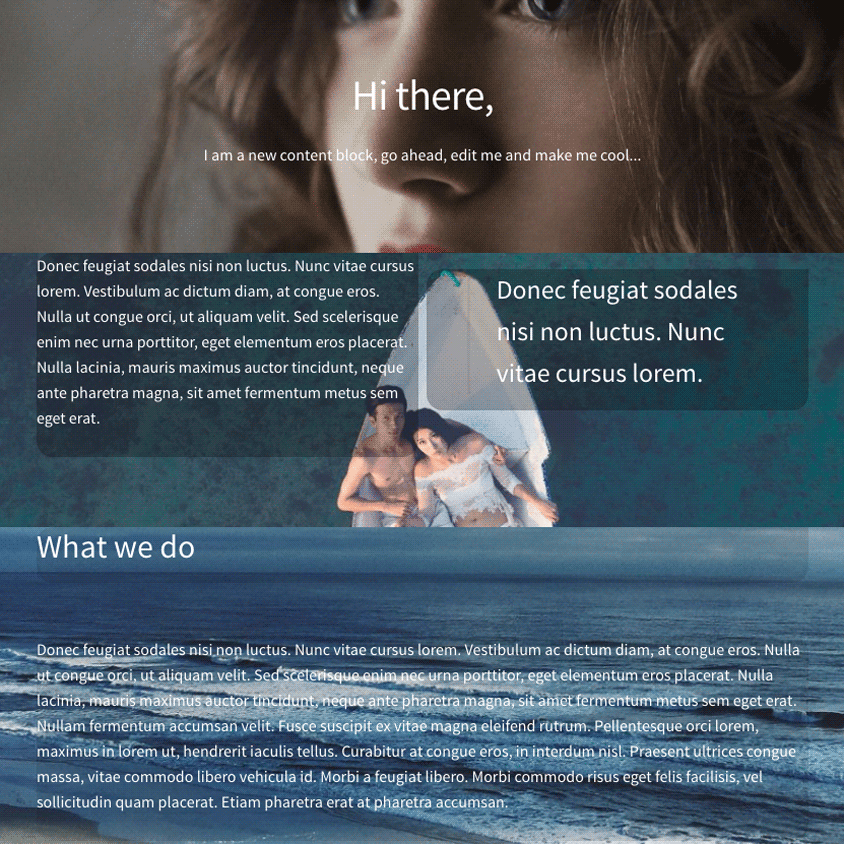 Hi there,
I am a new content block, go ahead, edit me and make me cool...
Donec feugiat sodales nisi non luctus. Nunc vitae cursus
lorem. Vestibulum ac dictum diam, at congue eros.
Nulla ut congue orci, ut aliquam velit. Sed scelerisque
enim nec urna porttitor, eget elementum eros placerat.
Nulla lacinia, mauris maximus auctor tincidunt, neque
ante pharetra magna, sit amet fermentum metus sem
eget erat.
Donec feugiat sodales
nisi non luctus. Nunc
vitae cursus lorem.
What we do
Donec feugiat sodales nisi non luctus. Nunc vitae cursus lorem. Vestibulum ac dictum diam, at congue eros. Nulla
ut congue orci, ut aliquam velit. Sed scelerisque enim nec urna porttitor, eget elementum eros placerat. Nulla
lacinia, mauris maximus auctor tincidunt, neque ante pharetra magna, sit amet fermentum metus sem eget erat.
Nullam fermentum accumsan velit. Fusce suscipit ex vitae magna eleifend rutrum. Pellentesque orci lorem,
maximus in lorem ut, hendrerit iaculis tellus. Curabitur at congue eros, in interdum nisl. Praesent ultrices congue
massa, vitae commodo libero vehicula id. Morbi a feugiat libero. Morbi commodo risus eget felis facilisis, vel
sollicitudin quam placerat. Etiam pharetra erat at pharetra accumsan.